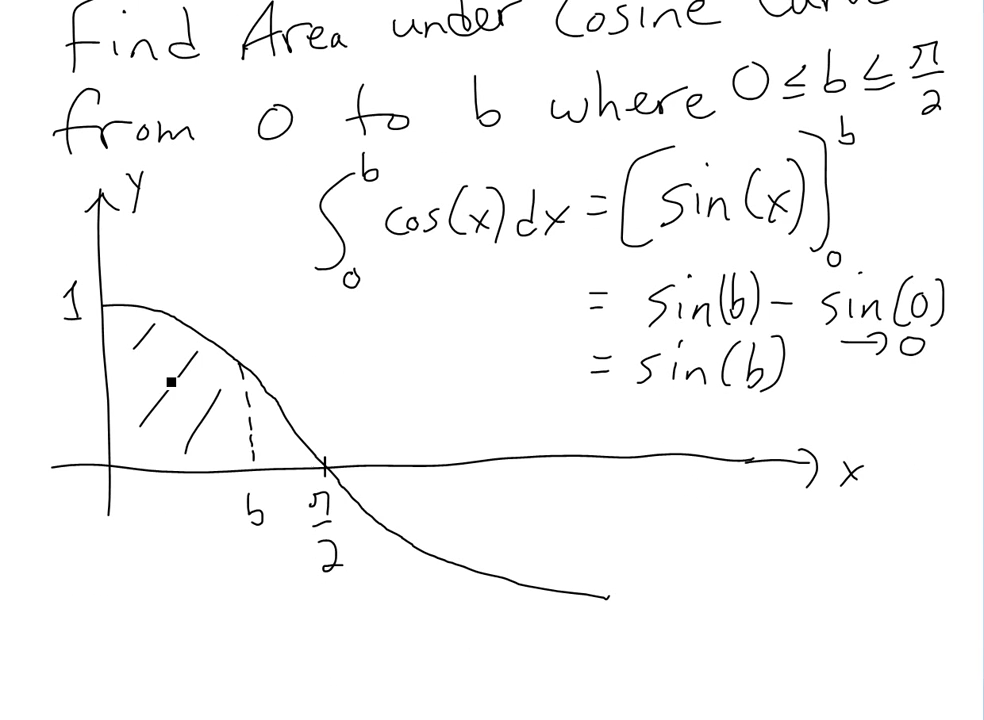 Find Area under Cosine Curve
from 0 to b where 0 ≤ b ≤ π/2
∫₀ᵇ cos(x) dx = [sin(x)]₀ᵇ
= sin(b) - sin(0)
→ 0
= sin(b)
y
1
x
b
π/2